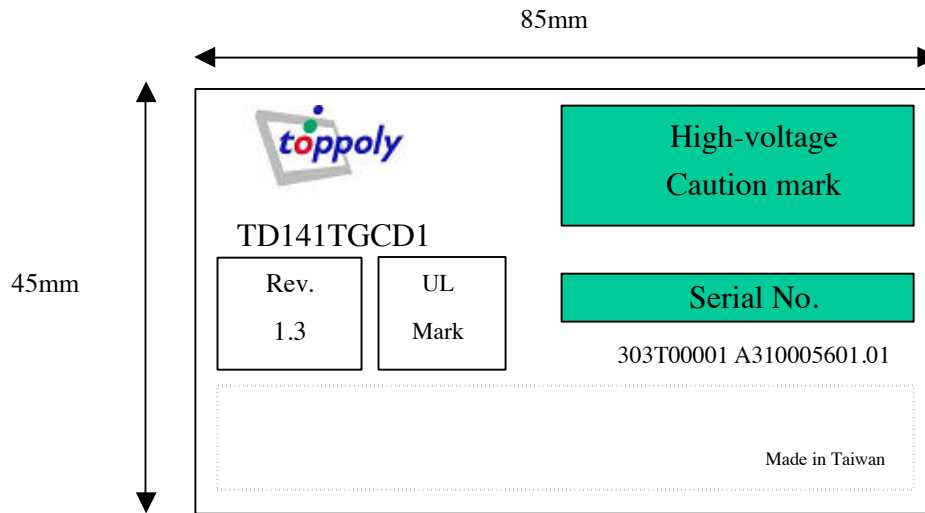 85mm
45mm
toppoly
High-voltage
Caution mark
TD141TGCD1
Rev.
1.3
UL
Mark
Serial No.
303T00001 A310005601.01
Made in Taiwan